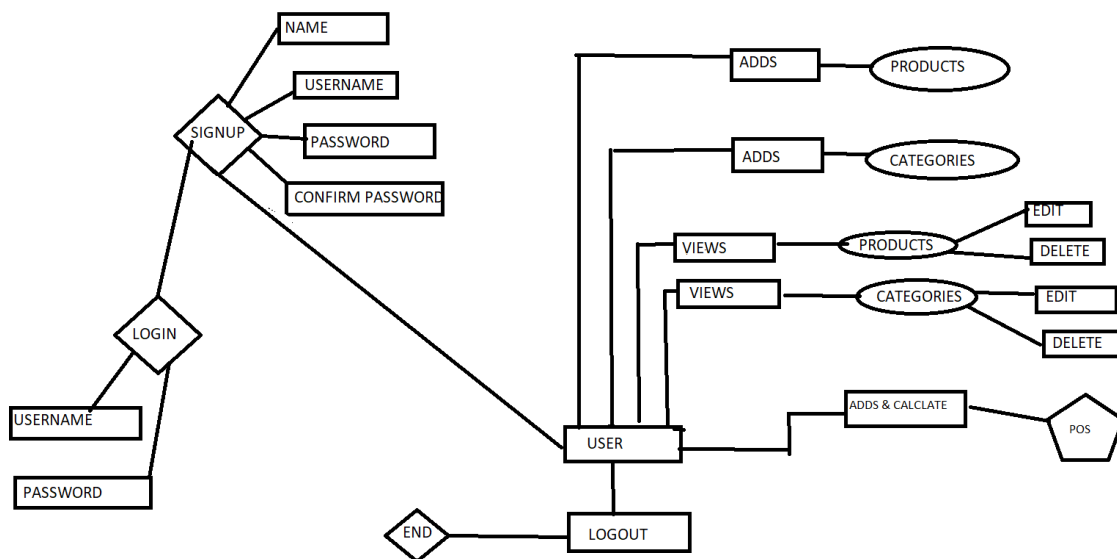 NAME
USERNAME
SIGNUP
PASSWORD
CONFIRM PASSWORD
LOGIN
USERNAME
PASSWORD
ADDS
PRODUCTS
ADDS
CATEGORIES
VIEWS
PRODUCTS
EDIT
DELETE
VIEWS
CATEGORIES
EDIT
DELETE
ADDS & CALCLATE
POS
USER
LOGOUT
END